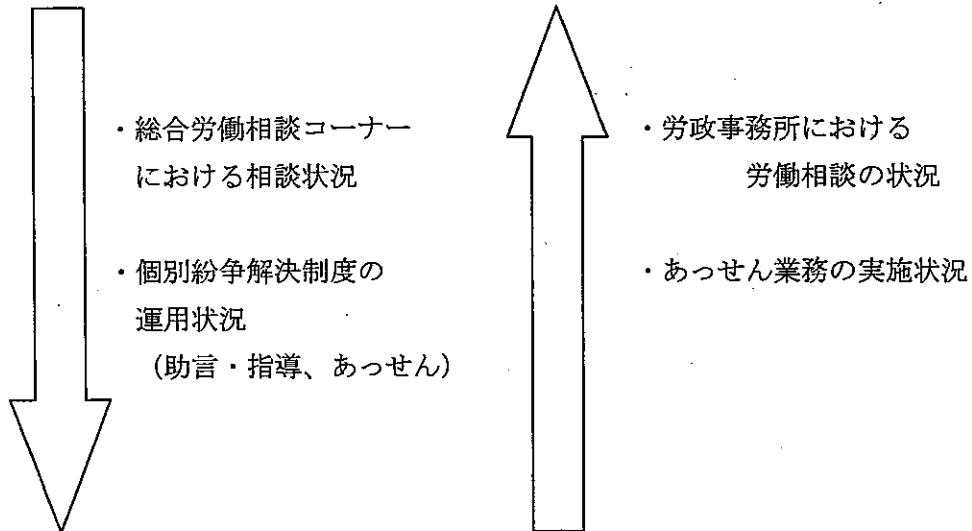 ・総合労働相談コーナー
における相談状況
・個別紛争解決制度の
運用状況
（助言・指導、あっせん）
・労政事務所における
労働相談の状況
・あっせん業務の実施状況